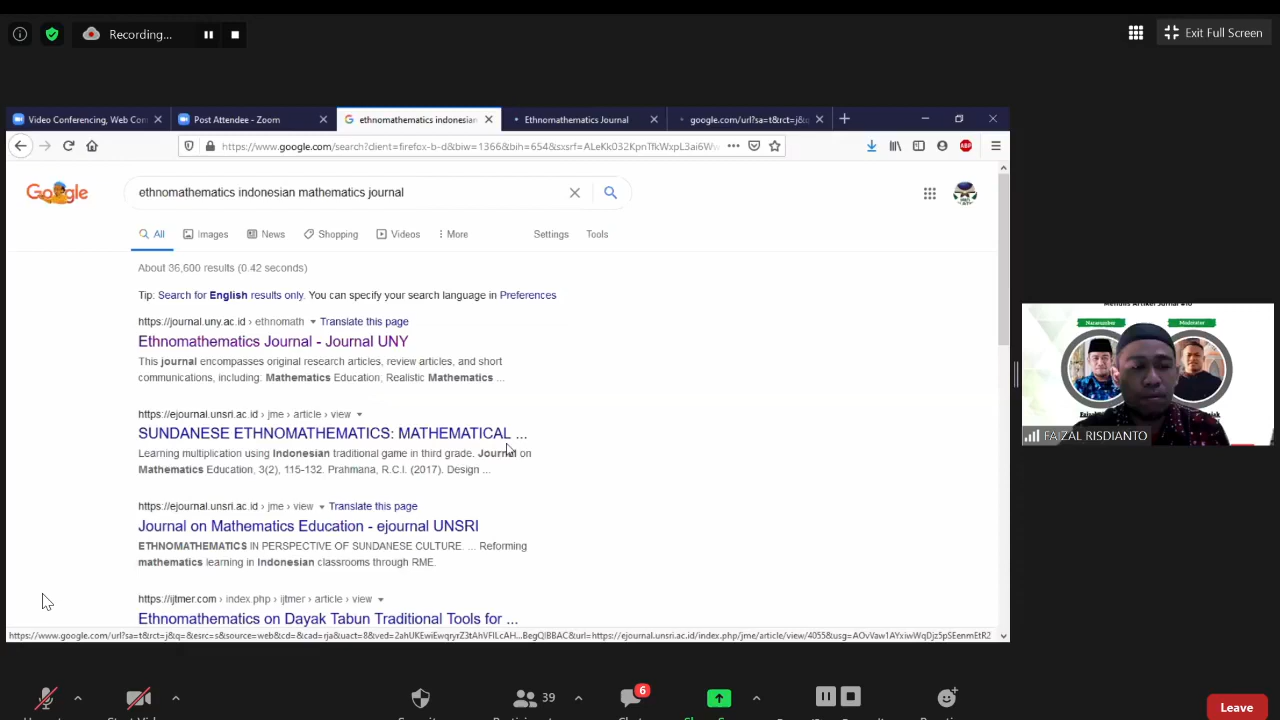 Recording...
Exit Full Screen
Video Conferencing, Web Con
Post Attendee - Zoom
ethnomathematics indonesian
Ethnomathematics Journal
google.com/url?sa=t&rct=j&q
https://www.google.com/search?client=firefox-b-d&biw=1366&bih=654&sxsrf=
Google
ethnomathematics indonesian mathematics journal
All
Images
News
Shopping
Videos
More
Settings
Tools
About 36,600 results (0.42 seconds)
Tip: Search for English results only. You can specify your search language in Preferences
https://journal.uny.ac.id › ethnomath
Translate this page
Ethnomathematics Journal - Journal UNY
This journal encompasses original research articles, review articles, and short
communications, including: Mathematics Education; Realistic Mathematics ...
https://ejournal.unsri.ac.id › jme › article › view
SUNDANESE ETHNOMATHEMATICS: MATHEMATICAL ...
Learning multiplication using Indonesian traditional game in third grade. Journal on
Mathematics Education, 3(2), 115-132. Prahmana, R.C.I. (2017). Design ...
https://ejournal.unsri.ac.id › jme › view
Translate this page
Journal on Mathematics Education - ejournal UNSRI
ETHNOMATHEMATICS IN PERSPECTIVE OF SUNDANESE CULTURE. ... Reforming
mathematics learning in Indonesian classrooms through RME.
https://ijtmer.com › index.php › ijtmer › article › view
Ethnomathematics on Dayak Tabun Traditional Tools for ...
Narasumber
Moderator
FAIZAL RISDIANTO
39
6
Leave